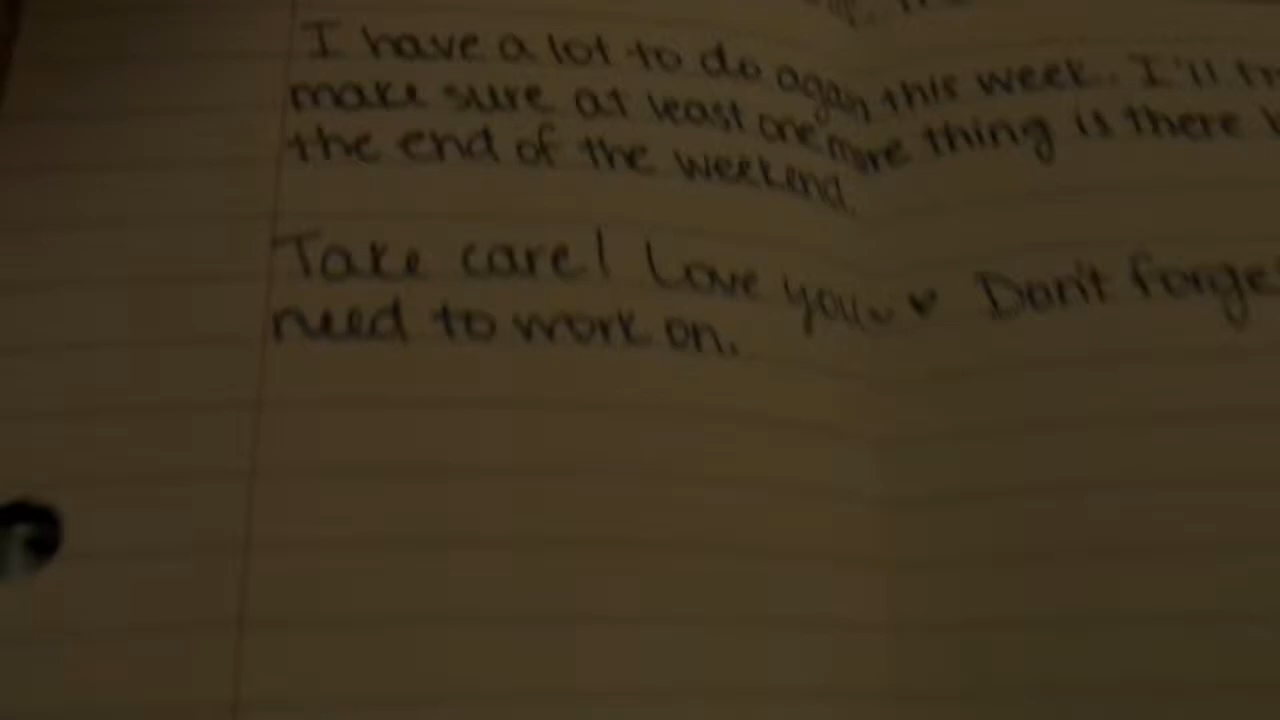 I have a lot to do again this week. I'll
make sure at least one more thing is there
the end of the weekend.
Take care! Love you ♥ Don't
need to work on.